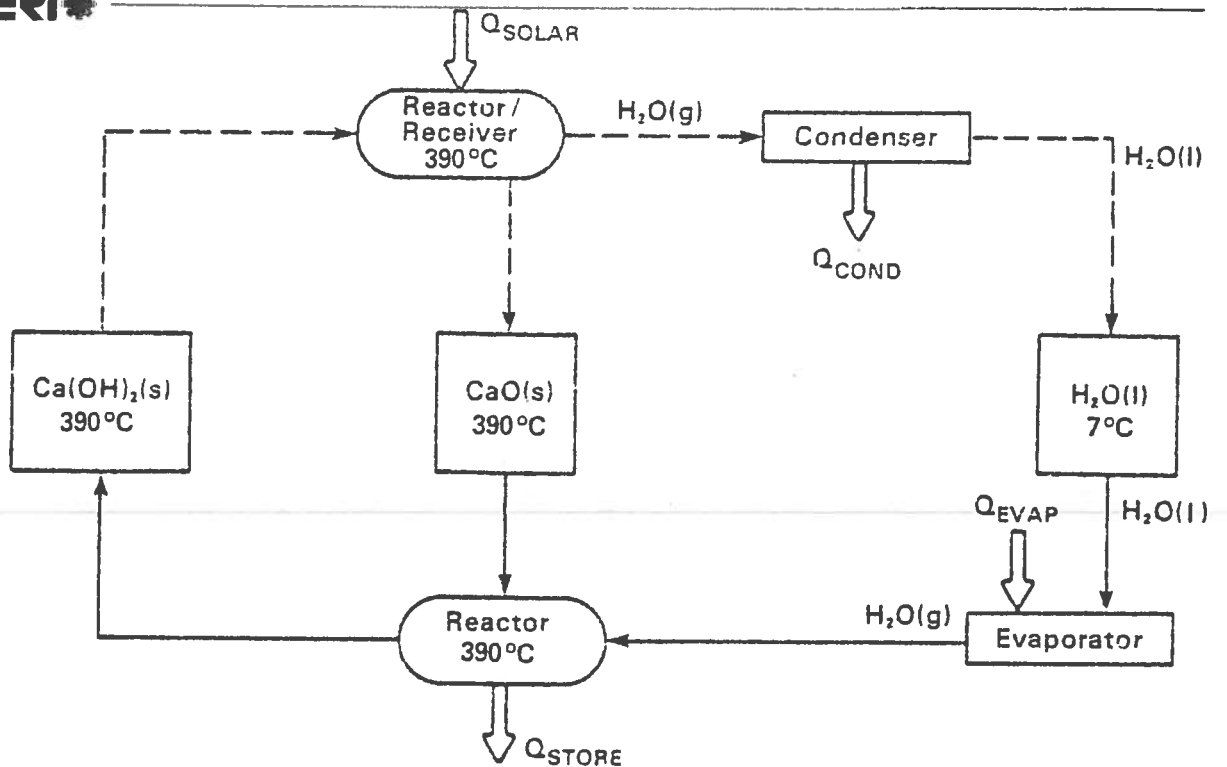 Q_SOLAR
Reactor/
Receiver
390°C
H₂O(g)
Condenser
H₂O(l)
Q_COND
Ca(OH)₂(s)
390°C
CaO(s)
390°C
H₂O(l)
7°C
Q_EVAP
H₂O(l)
H₂O(g)
Evaporator
Reactor
390°C
Q_STORE